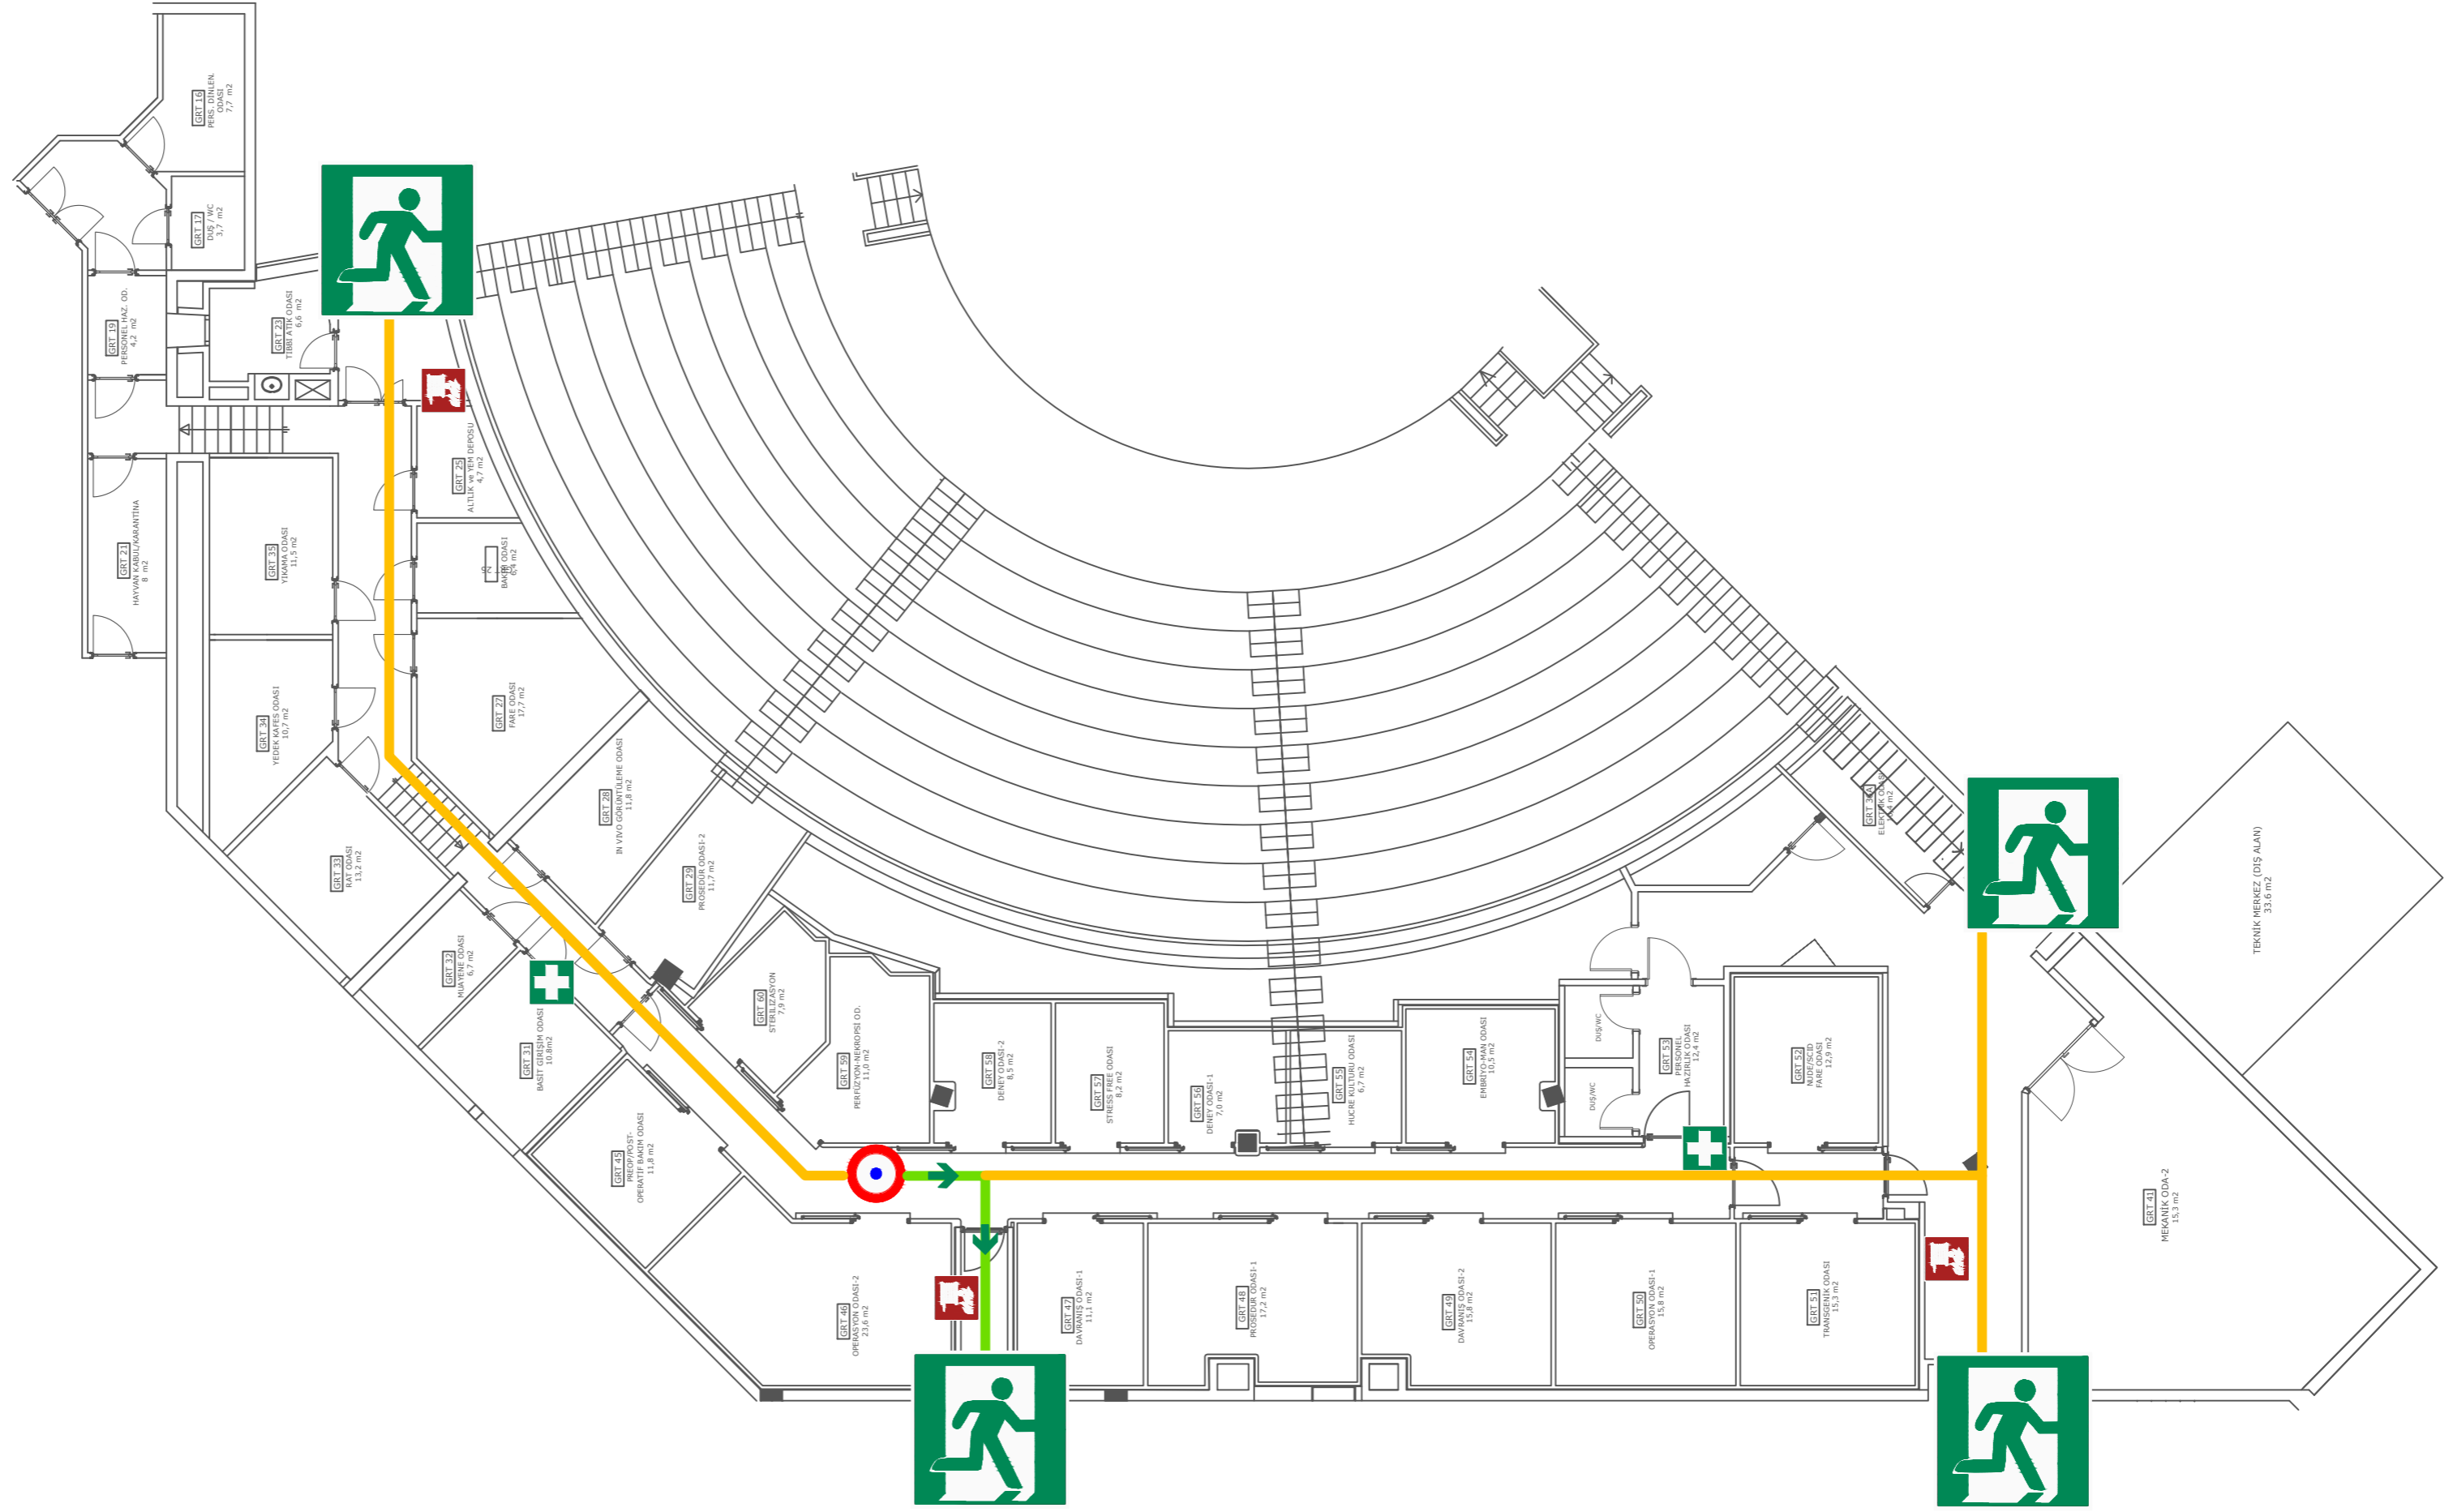 GRT 16
PERS. DİNLEN.
ODASI
7,7 m2
GRT 17
DUŞ / WC
3,7 m2
GRT 19
PERSONEL HAZ. OD.
4,2 m2
GRT 23
TIBBİ ATIK ODASI
6,6 m2
GRT 21
HAYVAN KABUL/KARANTİNA
8 m2
GRT 35
YIKAMA ODASI
11,5 m2
GRT 25
ALTLIK ve YEM DEPOSU
4,7 m2
BAKIM ODASI
6,4 m2
GRT 34
YEDEK KAFES ODASI
10,7 m2
GRT 27
FARE ODASI
17,7 m2
GRT 28
IN VIVO GÖRÜNTÜLEME ODASI
11,8 m2
GRT 29
PROSEDÜR ODASI-2
11,7 m2
GRT 33
RAT ODASI
13,2 m2
GRT 32
MUAYENE ODASI
6,7 m2
GRT 31
BASİT GİRİŞİM ODASI
10.8m2
GRT 60
STERİLİZASYON
7,9 m2
GRT 59
PERFÜZYON-NEKROPSİ OD.
11,0 m2
GRT 58
DENEY ODASI-2
8,5 m2
GRT 57
STRESS FREE ODASI
8,2 m2
GRT 56
DENEY ODASI-1
7,0 m2
GRT 55
HÜCRE KÜLTÜRÜ ODASI
6,7 m2
GRT 54
EMBRİYO-MAN ODASI
10,5 m2
DUŞ/WC
DUŞ/WC
GRT 53
PERSONEL
HAZIRLIK ODASI
12,4 m2
GRT 52
NUDE/SCID
FARE ODASI
12,9 m2
ELEKTRİK ODASI
TEKNİK MERKEZ (DIŞ ALAN)
33.6 m2
GRT 41
MEKANİK ODA-2
15,3 m2
GRT 45
PREOP/POST-
OPERATİF BAKIM ODASI
11,8 m2
GRT 46
OPERASYON ODASI-2
23,6 m2
GRT 47
DAVRANIŞ ODASI-1
11,1 m2
GRT 48
PROSEDÜR ODASI-1
17,2 m2
GRT 49
DAVRANIŞ ODASI-2
15,8 m2
GRT 50
OPERASYON ODASI-1
15,8 m2
GRT 51
TRANSGENİK ODASI
15,3 m2